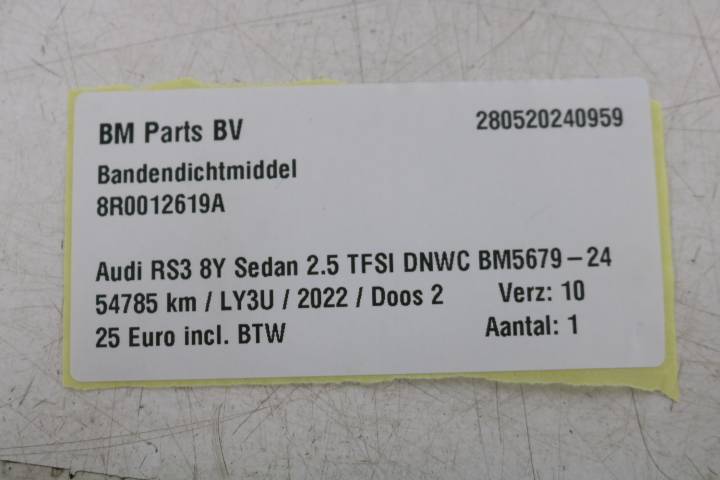 BM Parts BV 280520240959
Bandendichtmiddel
8R0012619A
Audi RS3 8Y Sedan 2.5 TFSI DNWC BM5679-24
54785 km / LY3U / 2022 / Doos 2 Verz: 10
25 Euro incl. BTW Aantal: 1